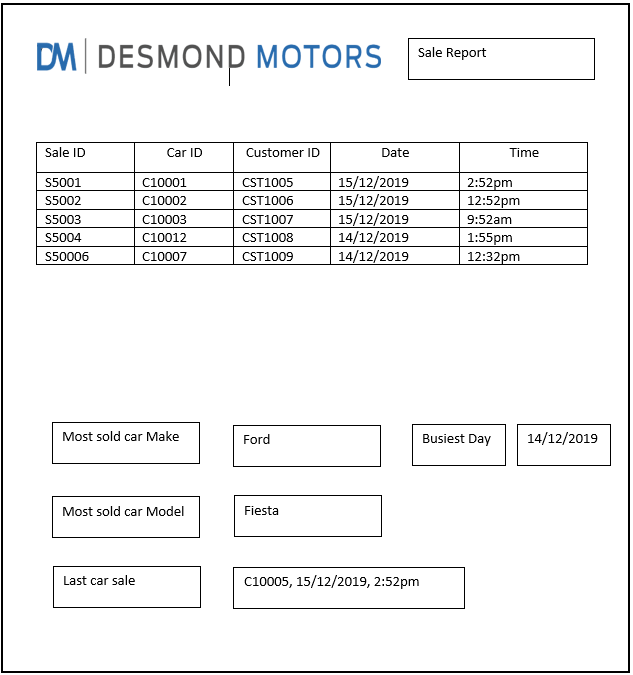 DM | DESMOND MOTORS
Sale Report
Sale ID Car ID Customer ID Date Time
S5001 C10001 CST1005 15/12/2019 2:52pm
S5002 C10002 CST1006 15/12/2019 12:52pm
S5003 C10003 CST1007 15/12/2019 9:52am
S5004 C10012 CST1008 14/12/2019 1:55pm
S50006 C10007 CST1009 14/12/2019 12:32pm
Most sold car Make Ford Busiest Day 14/12/2019
Most sold car Model Fiesta
Last car sale C10005, 15/12/2019, 2:52pm